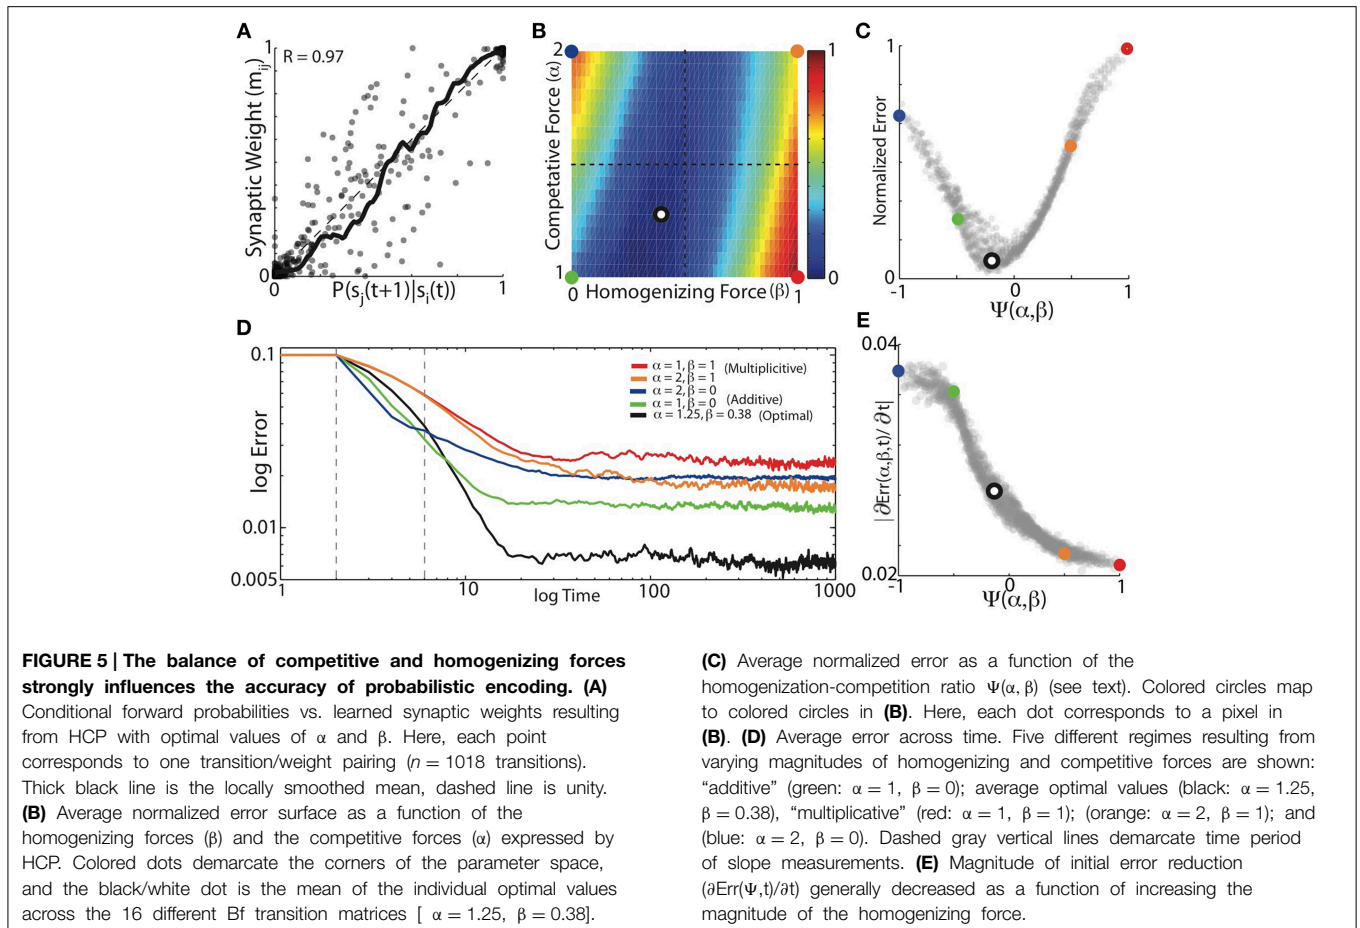 A
R = 0.97
1
Synaptic Weight (mij)
0
0
P(sj(t+1)|si(t))
1
B
2
Competative Force (α)
1
0
Homogenizing Force (β)
1
1
0
C
1
Normalized Error
0
-1
0
1
Ψ(α,β)
D
0.1
log Error
0.01
0.005
1
10
log Time
100
1000
α = 1, β = 1 (Multiplicitive)
α = 2, β = 1
α = 2, β = 0
α = 1, β = 0 (Additive)
α = 1.25, β = 0.38 (Optimal)
E
0.04
|∂Err(α,β,t)/ ∂t|
0.02
-1
0
1
Ψ(α,β)
FIGURE 5 | The balance of competitive and homogenizing forces
strongly influences the accuracy of probabilistic encoding. (A)
Conditional forward probabilities vs. learned synaptic weights resulting
from HCP with optimal values of α and β. Here, each point
corresponds to one transition/weight pairing (n = 1018 transitions).
Thick black line is the locally smoothed mean, dashed line is unity.
(B) Average normalized error surface as a function of the
homogenizing forces (β) and the competitive forces (α) expressed by
HCP. Colored dots demarcate the corners of the parameter space,
and the black/white dot is the mean of the individual optimal values
across the 16 different Bf transition matrices [ α = 1.25, β = 0.38].
(C) Average normalized error as a function of the
homogenization-competition ratio Ψ(α, β) (see text). Colored circles map
to colored circles in (B). Here, each dot corresponds to a pixel in
(B). (D) Average error across time. Five different regimes resulting from
varying magnitudes of homogenizing and competitive forces are shown:
“additive” (green: α = 1, β = 0); average optimal values (black: α = 1.25,
β = 0.38), “multiplicative” (red: α = 1, β = 1); (orange: α = 2, β = 1); and
(blue: α = 2, β = 0). Dashed gray vertical lines demarcate time period
of slope measurements. (E) Magnitude of initial error reduction
(∂Err(Ψ,t)/∂t) generally decreased as a function of increasing the
magnitude of the homogenizing force.